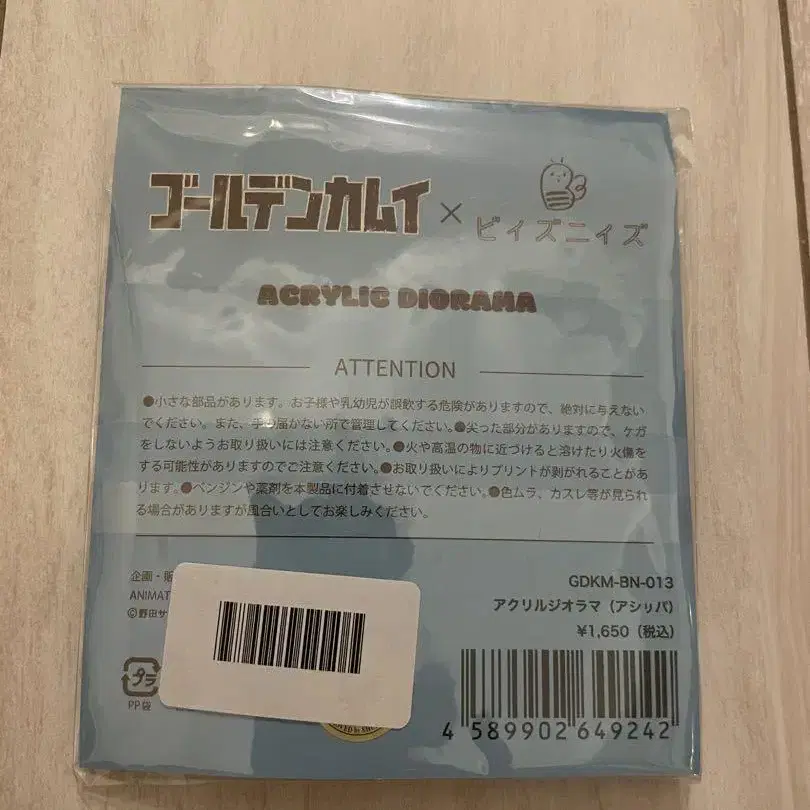 ゴールデンカムイ × ビィズニィズ
ACRYLIC DIORAMA
ATTENTION
●小さな部品があります。お子様や乳幼児が誤飲する危険がありますので、絶対に与えない
でください。また、手の届かない所で管理してください。●尖った部分がありますので、ケガ
をしないようお取り扱いには注意ください。●火や高温の物に近づけると溶けたり火傷を
する可能性がありますのでご注意ください。●お取り扱いによりプリントが剥がれることがあ
ります。●ベンジンや薬剤を本製品に付着させないでください。●色ムラ、カスレ等が見られ
る場合がありますが風合いとしてお楽しみください。
企画・販
ANIMAT
©野田サ
GDKM-BN-013
アクリルジオラマ（アシㇼパ）
¥1,650（税込）
プラ
PP袋
4 589902 649242